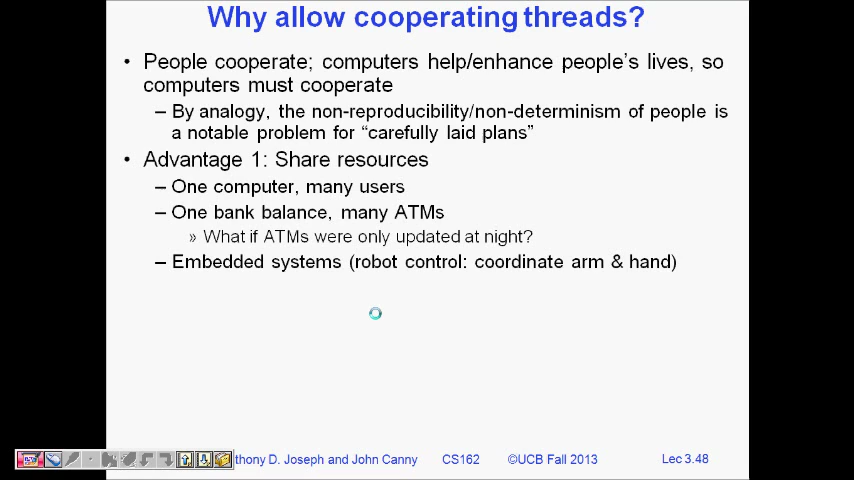 Why allow cooperating threads?
• People cooperate; computers help/enhance people's lives, so
computers must cooperate
– By analogy, the non-reproducibility/non-determinism of people is
a notable problem for “carefully laid plans”
• Advantage 1: Share resources
– One computer, many users
– One bank balance, many ATMs
» What if ATMs were only updated at night?
– Embedded systems (robot control: coordinate arm & hand)
thony D. Joseph and John Canny CS162 ©UCB Fall 2013 Lec 3.48